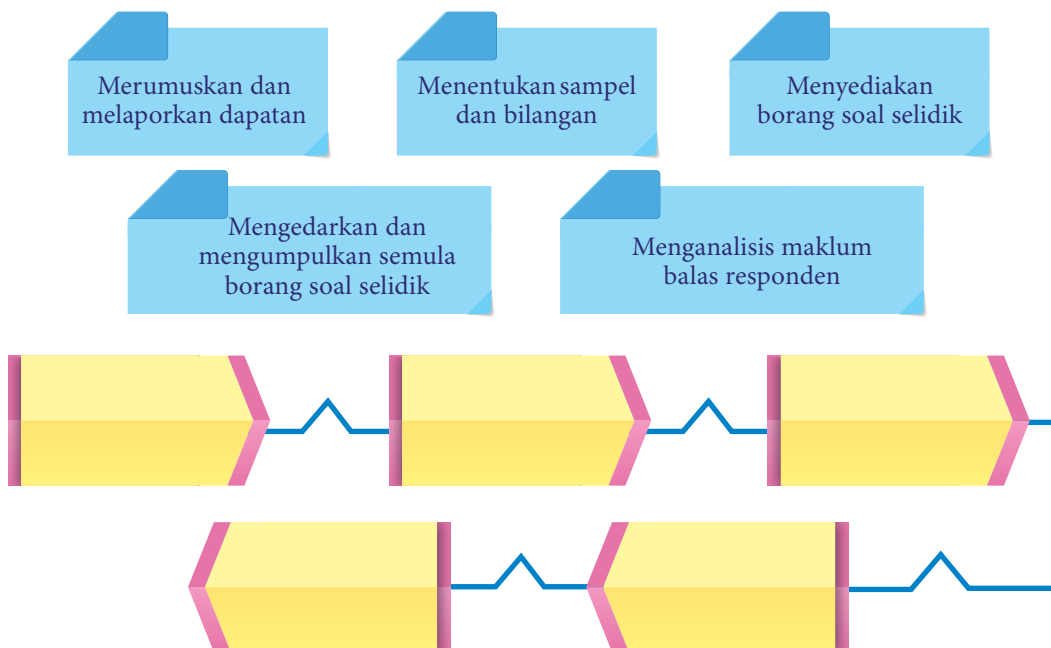 Merumuskan dan
melaporkan dapatan
Menentukan sampel
dan bilangan
Menyediakan
borang soal selidik
Mengedarkan dan
mengumpulkan semula
borang soal selidik
Menganalisis maklum
balas responden